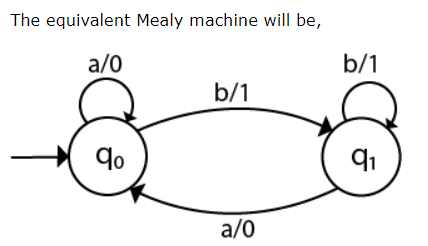 The equivalent Mealy machine will be,
a/0
b/1
b/1
q0
q1
a/0